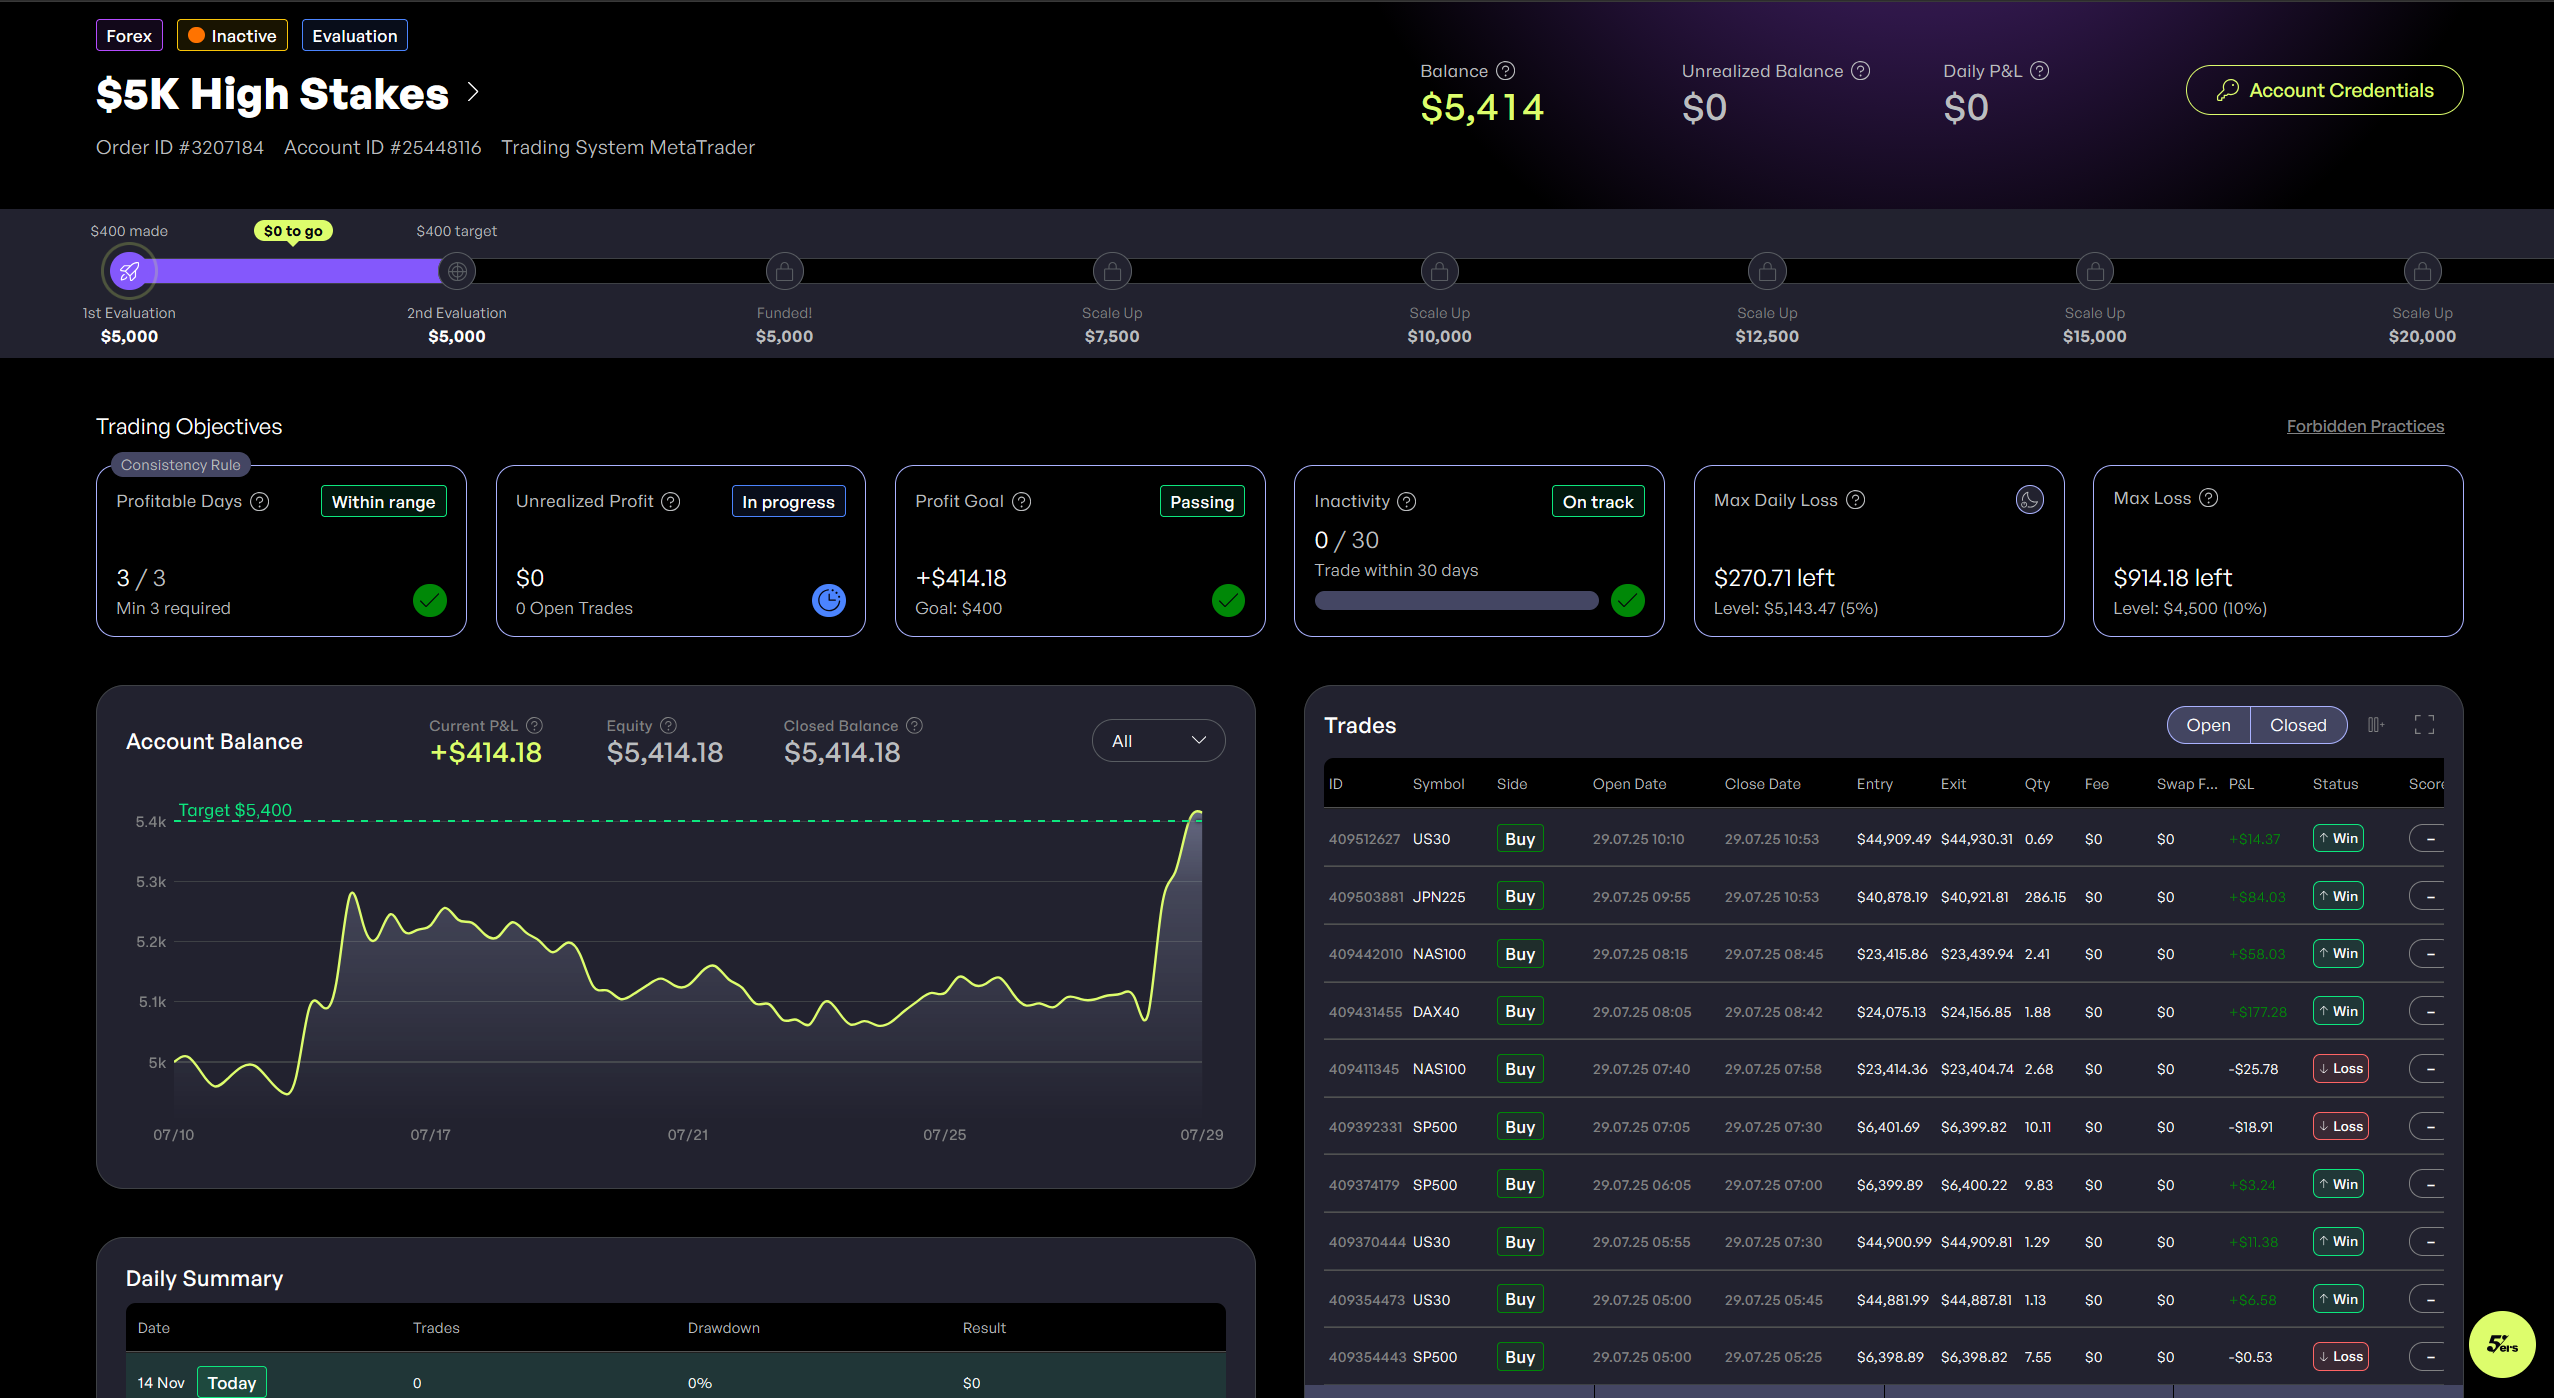 Forex Inactive Evaluation
$5K High Stakes
Order ID #3207184 Account ID #25448116 Trading System MetaTrader
Balance Unrealized Balance Daily P&L
$5,414 $0 $0
Account Credentials
$400 made $0 to go $400 target
1st Evaluation 2nd Evaluation Funded! Scale Up Scale Up Scale Up Scale Up Scale Up
$5,000 $5,000 $5,000 $7,500 $10,000 $12,500 $15,000 $20,000
Trading Objectives
Forbidden Practices
Consistency Rule
Profitable Days Within range
3 / 3
Min 3 required
Unrealized Profit In progress
$0
0 Open Trades
Profit Goal Passing
+$414.18
Goal: $400
Inactivity On track
0 / 30
Trade within 30 days
Max Daily Loss
$270.71 left
Level: $5,143.47 (5%)
Max Loss
$914.18 left
Level: $4,500 (10%)
Account Balance
Current P&L Equity Closed Balance
+$414.18 $5,414.18 $5,414.18
All
Target $5,400
5.4k
5.3k
5.2k
5.1k
5k
07/10 07/17 07/21 07/25 07/29
Daily Summary
Date Trades Drawdown Result
14 Nov Today 0 0% $0
Trades
Open Closed
ID Symbol Side Open Date Close Date Entry Exit Qty Fee Swap F... P&L Status Score
409512627 US30 Buy 29.07.25 10:10 29.07.25 10:53 $44,909.49 $44,930.31 0.69 $0 $0 +$14.37 ↑ Win –
409503881 JPN225 Buy 29.07.25 09:55 29.07.25 10:53 $40,878.19 $40,921.81 286.15 $0 $0 +$84.03 ↑ Win –
409442010 NAS100 Buy 29.07.25 08:15 29.07.25 08:45 $23,415.86 $23,439.94 2.41 $0 $0 +$58.03 ↑ Win –
409431455 DAX40 Buy 29.07.25 08:05 29.07.25 08:42 $24,075.13 $24,156.85 1.88 $0 $0 +$177.28 ↑ Win –
409411345 NAS100 Buy 29.07.25 07:40 29.07.25 07:58 $23,414.36 $23,404.74 2.68 $0 $0 -$25.78 ↓ Loss –
409392331 SP500 Buy 29.07.25 07:05 29.07.25 07:30 $6,401.69 $6,399.82 10.11 $0 $0 -$18.91 ↓ Loss –
409374179 SP500 Buy 29.07.25 06:05 29.07.25 07:00 $6,399.89 $6,400.22 9.83 $0 $0 +$3.24 ↑ Win –
409370444 US30 Buy 29.07.25 05:55 29.07.25 07:30 $44,900.99 $44,909.81 1.29 $0 $0 +$11.38 ↑ Win –
409354473 US30 Buy 29.07.25 05:00 29.07.25 05:45 $44,881.99 $44,887.81 1.13 $0 $0 +$6.58 ↑ Win –
409354443 SP500 Buy 29.07.25 05:00 29.07.25 05:25 $6,398.89 $6,398.82 7.55 $0 $0 -$0.53 ↓ Loss –
5ers